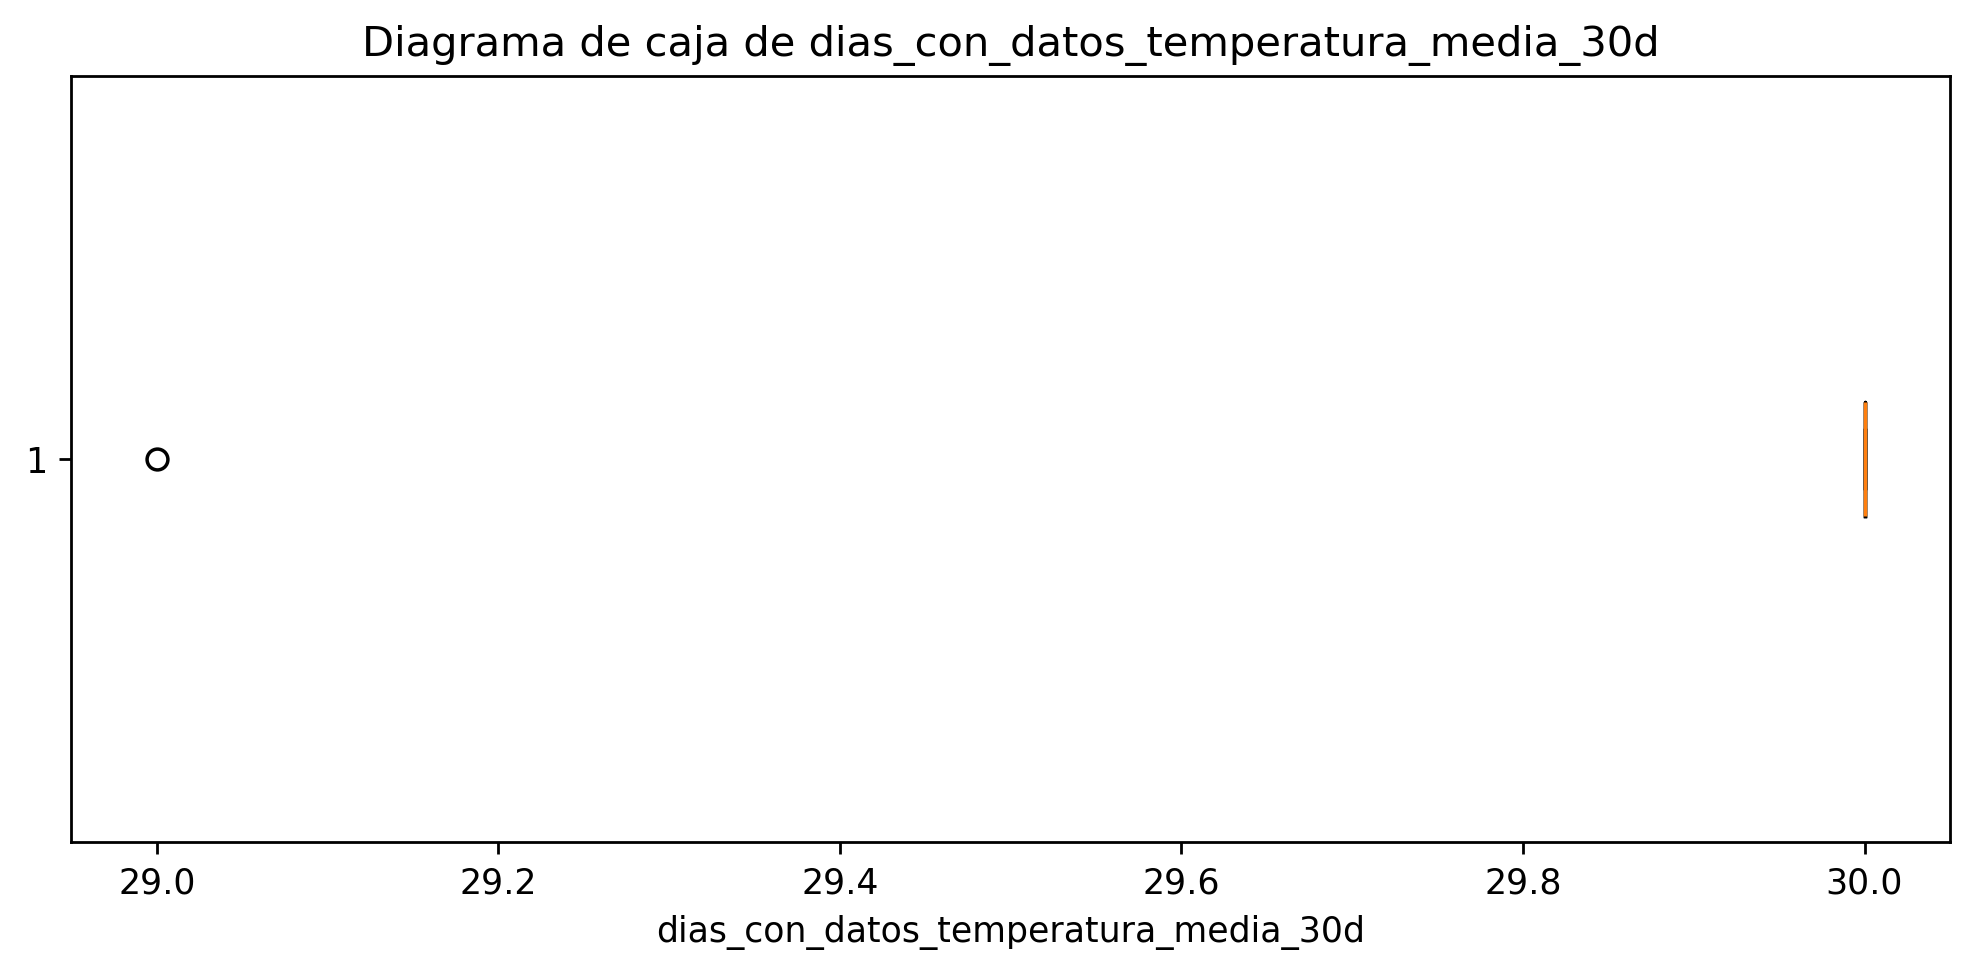 Diagrama de caja de dias_con_datos_temperatura_media_30d
1
29.0 29.2 29.4 29.6 29.8 30.0
dias_con_datos_temperatura_media_30d